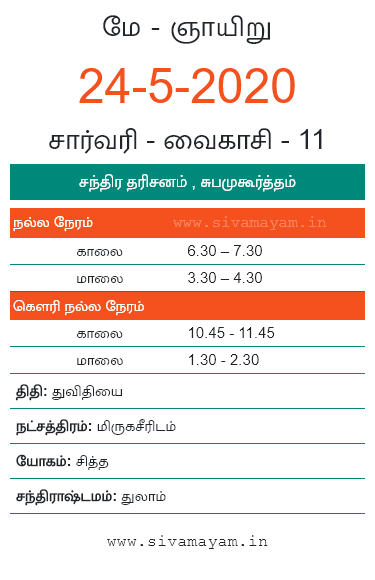 மே - ஞாயிறு
24-5-2020
சார்வரி - வைகாசி - 11
சந்திர தரிசனம் , சுபமுகூர்த்தம்
நல்ல நேரம் www.sivamayam.in
காலை 6.30 – 7.30
மாலை 3.30 – 4.30
கௌரி நல்ல நேரம்
காலை 10.45 - 11.45
மாலை 1.30 - 2.30
திதி: துவிதியை
நட்சத்திரம்: மிருகசீரிடம்
யோகம்: சித்த
சந்திராஷ்டமம்: துலாம்
www.sivamayam.in